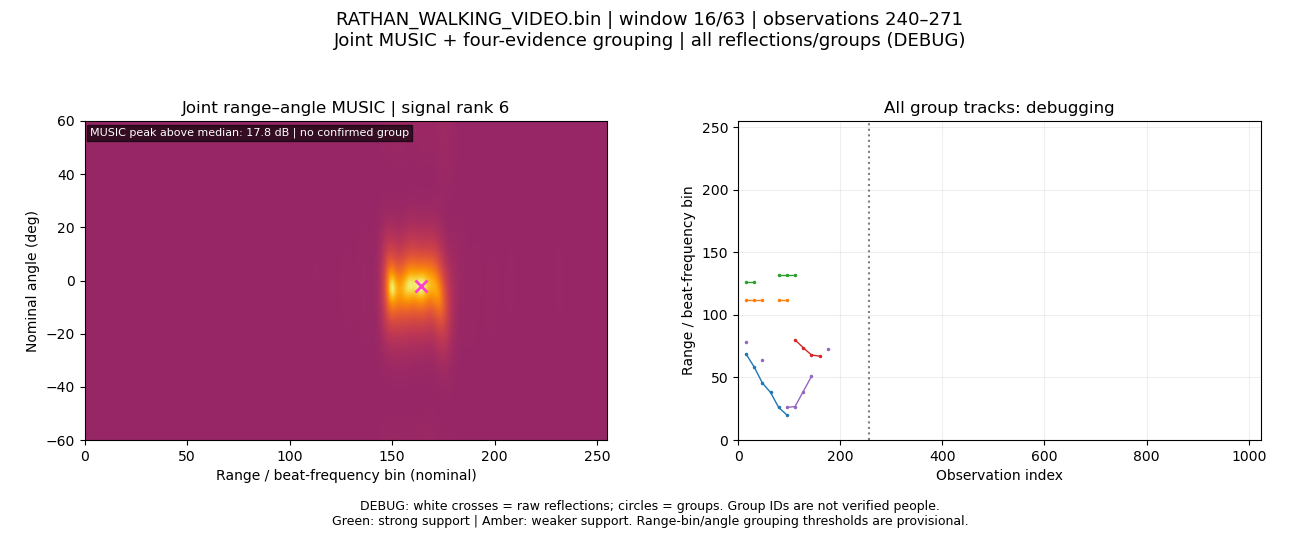 RATHAN_WALKING_VIDEO.bin | window 16/63 | observations 240–271
Joint MUSIC + four-evidence grouping | all reflections/groups (DEBUG)
Joint range–angle MUSIC | signal rank 6
MUSIC peak above median: 17.8 dB | no confirmed group
Nominal angle (deg)
60
40
20
0
−20
−40
−60
0 50 100 150 200 250
Range / beat-frequency bin (nominal)
All group tracks: debugging
Range / beat-frequency bin
250
200
150
100
50
0
0 200 400 600 800 1000
Observation index
DEBUG: white crosses = raw reflections; circles = groups. Group IDs are not verified people.
Green: strong support | Amber: weaker support. Range-bin/angle grouping thresholds are provisional.